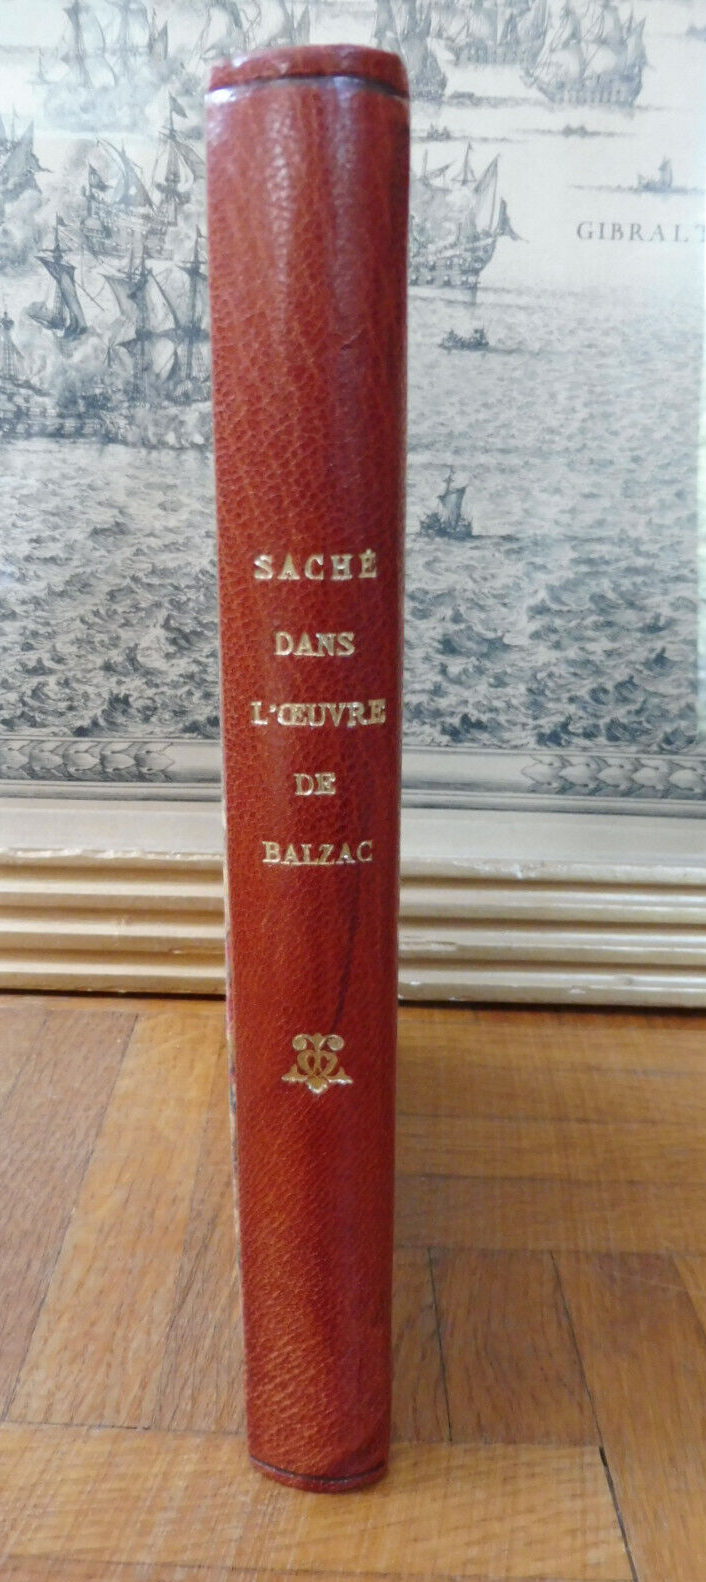 GIBRALT
SACHÉ
DANS
L'ŒUVRE
DE
BALZAC